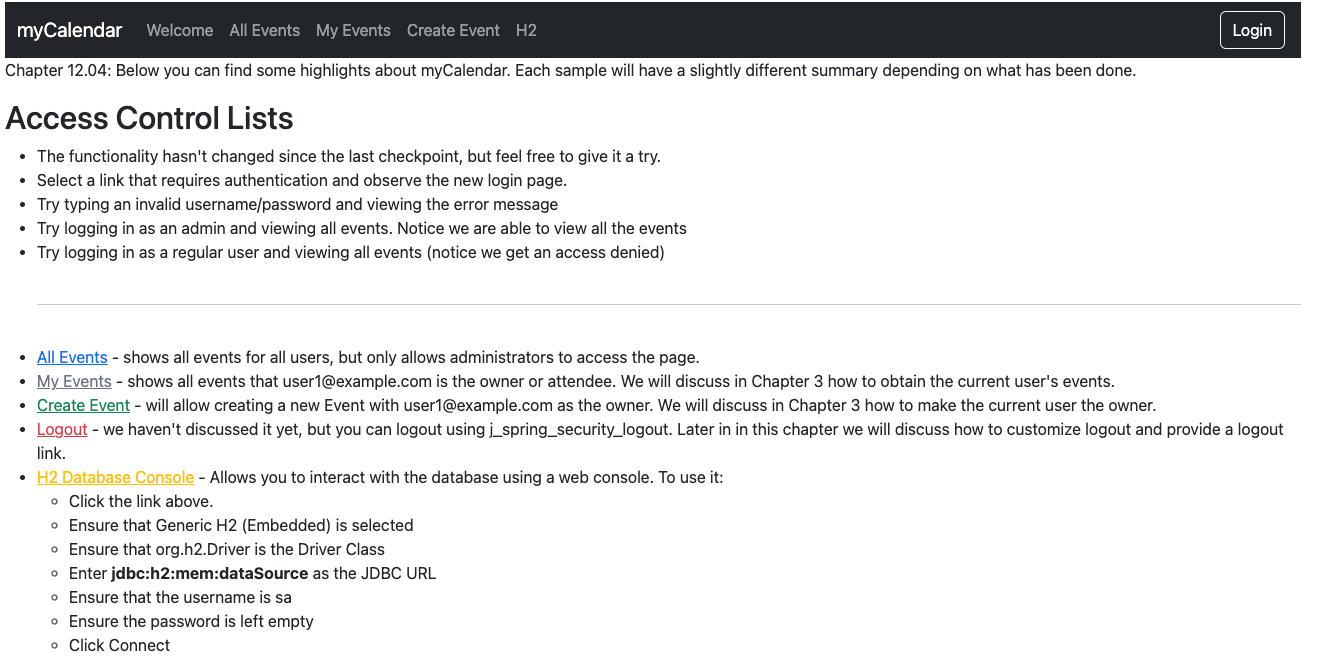 myCalendar Welcome All Events My Events Create Event H2 Login
Chapter 12.04: Below you can find some highlights about myCalendar. Each sample will have a slightly different summary depending on what has been done.
Access Control Lists
• The functionality hasn't changed since the last checkpoint, but feel free to give it a try.
• Select a link that requires authentication and observe the new login page.
• Try typing an invalid username/password and viewing the error message
• Try logging in as an admin and viewing all events. Notice we are able to view all the events
• Try logging in as a regular user and viewing all events (notice we get an access denied)
• All Events - shows all events for all users, but only allows administrators to access the page.
• My Events - shows all events that user1@example.com is the owner or attendee. We will discuss in Chapter 3 how to obtain the current user's events.
• Create Event - will allow creating a new Event with user1@example.com as the owner. We will discuss in Chapter 3 how to make the current user the owner.
• Logout - we haven't discussed it yet, but you can logout using j_spring_security_logout. Later in in this chapter we will discuss how to customize logout and provide a logout
link.
• H2 Database Console - Allows you to interact with the database using a web console. To use it:
◦ Click the link above.
◦ Ensure that Generic H2 (Embedded) is selected
◦ Ensure that org.h2.Driver is the Driver Class
◦ Enter jdbc:h2:mem:dataSource as the JDBC URL
◦ Ensure that the username is sa
◦ Ensure the password is left empty
◦ Click Connect